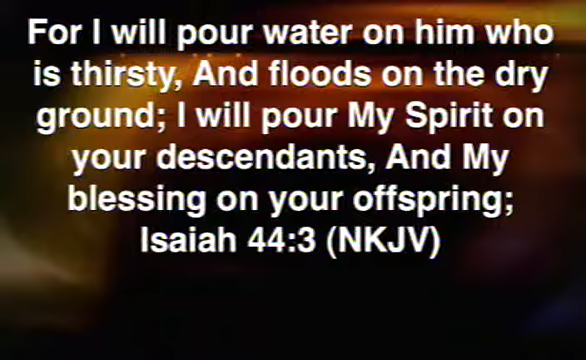 For I will pour water on him who
is thirsty, And floods on the dry
ground; I will pour My Spirit on
your descendants, And My
blessing on your offspring;
Isaiah 44:3 (NKJV)